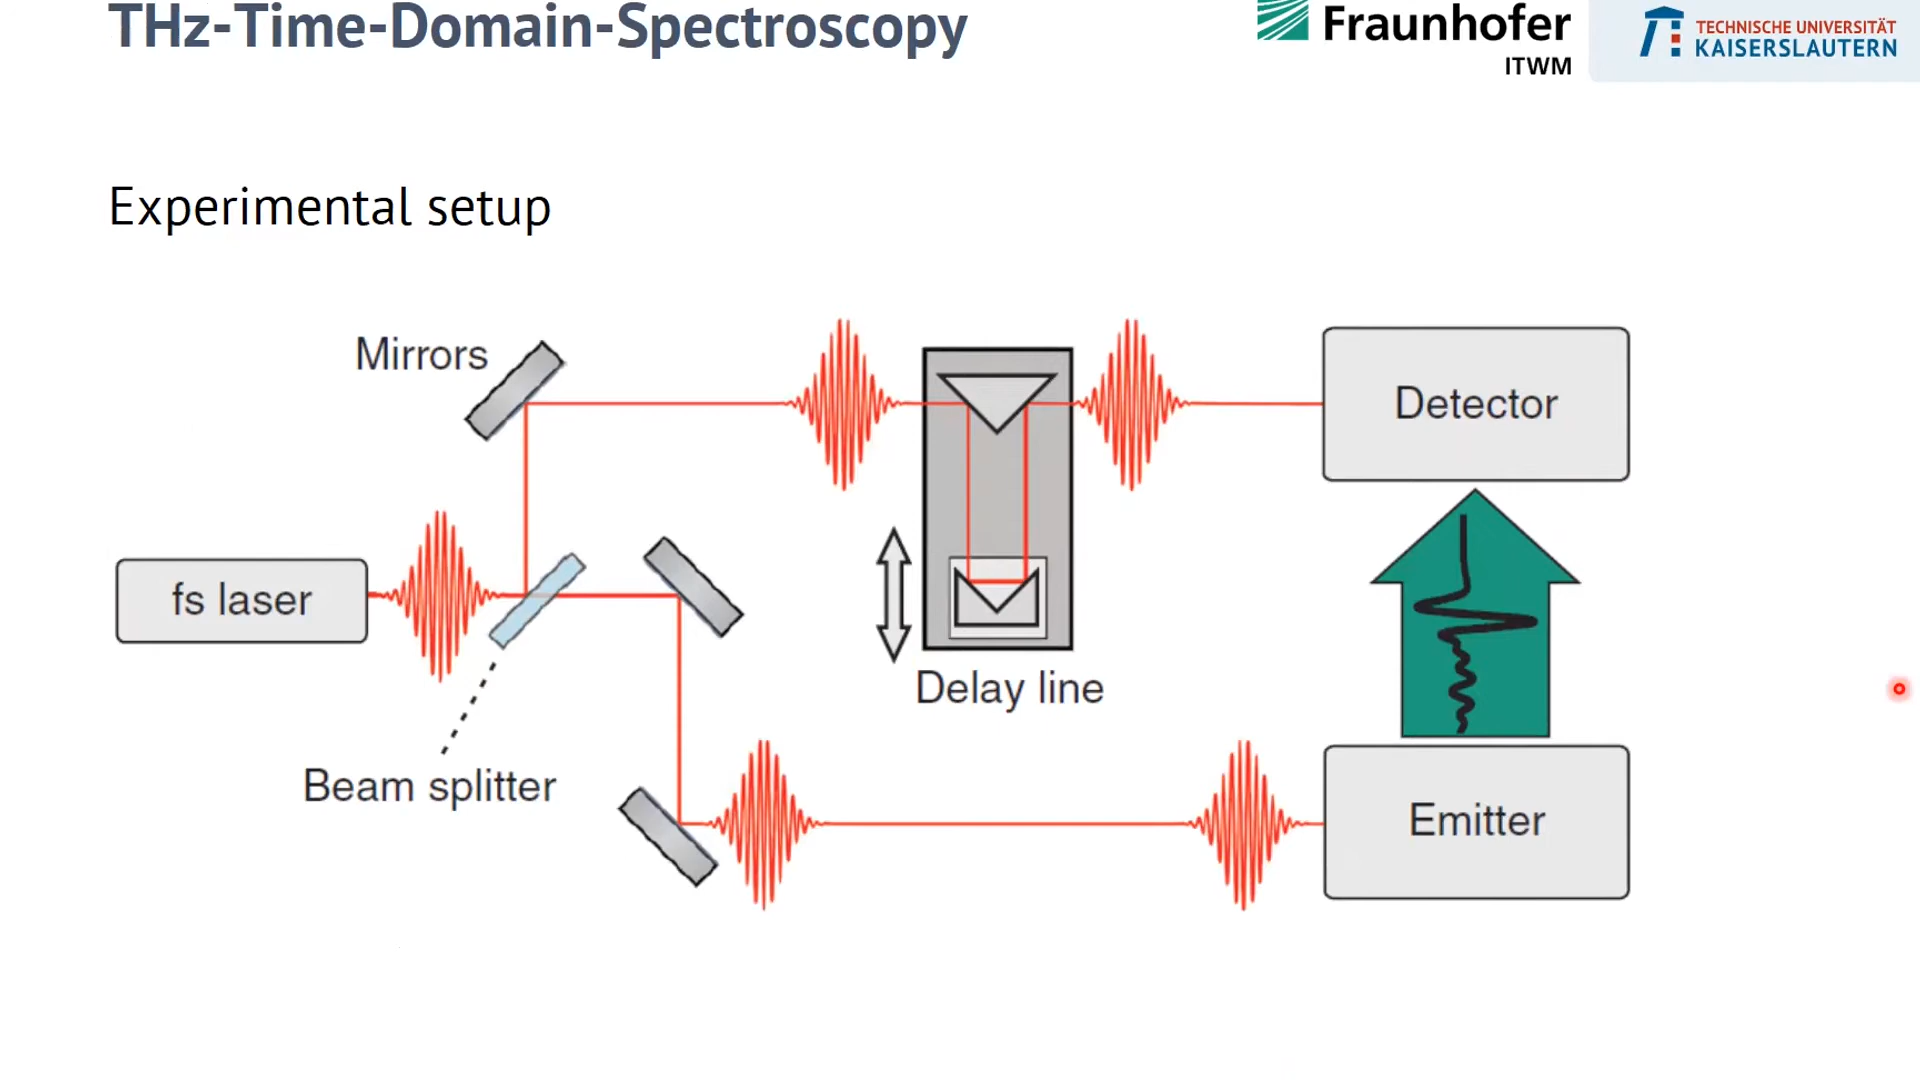 THz-Time-Domain-Spectroscopy
Fraunhofer
ITWM
TECHNISCHE UNIVERSITÄT
KAISERSLAUTERN
Experimental setup
Mirrors
Detector
fs laser
Delay line
Beam splitter
Emitter